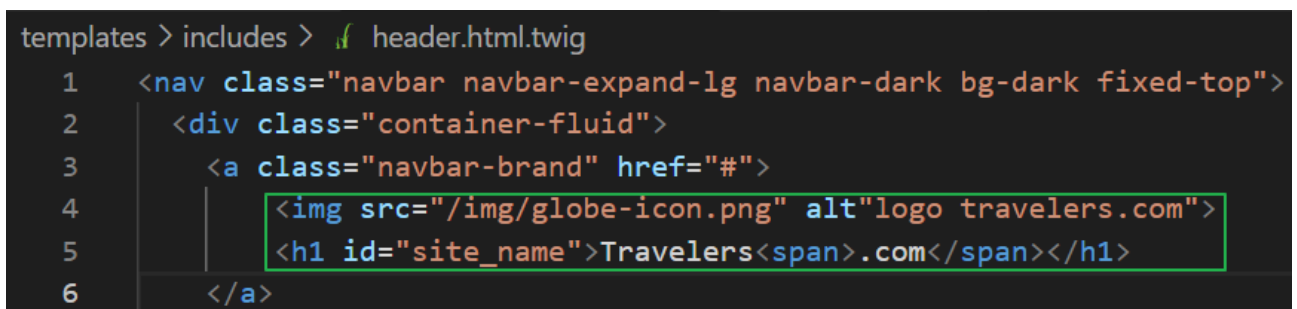 templates > includes > header.html.twig
1 <nav class="navbar navbar-expand-lg navbar-dark bg-dark fixed-top">
2 <div class="container-fluid">
3 <a class="navbar-brand" href="#">
4 <img src="/img/globe-icon.png" alt"logo travelers.com">
5 <h1 id="site_name">Travelers<span>.com</span></h1>
6 </a>